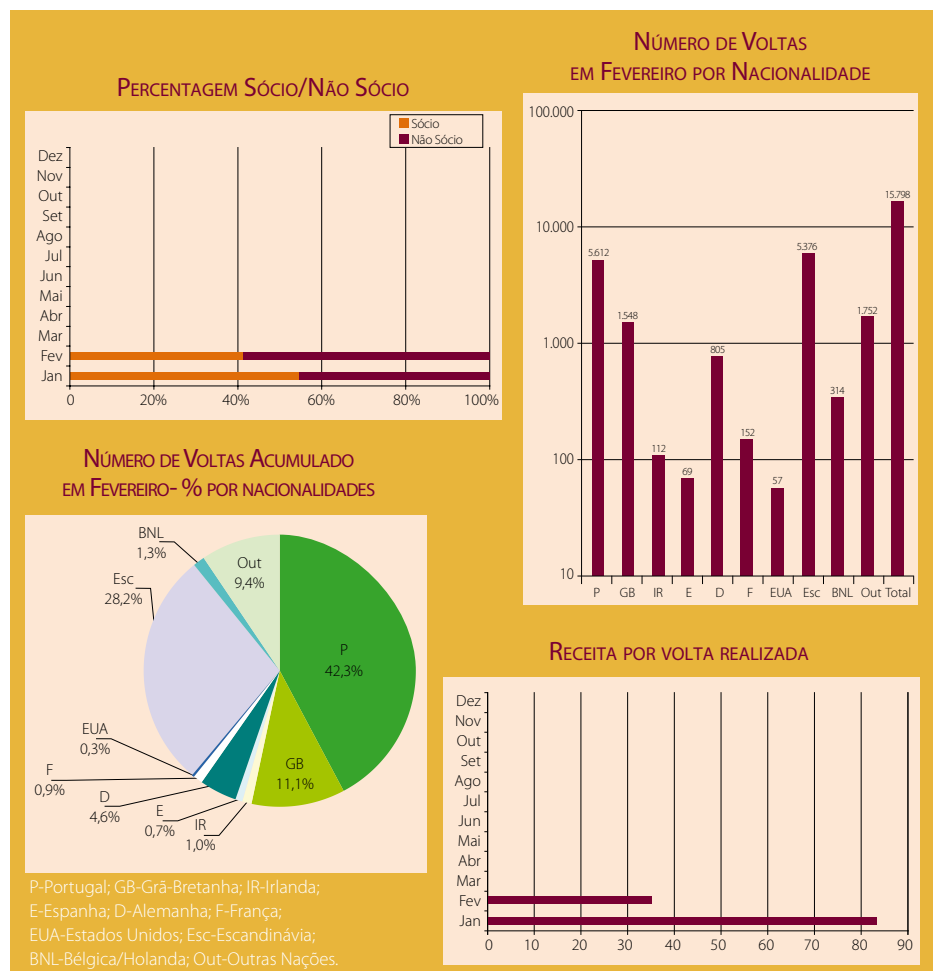 Percentagem Sócio/Não Sócio
Sócio
Não Sócio
Dez
Nov
Out
Set
Ago
Jul
Jun
Mai
Abr
Mar
Fev
Jan
0 20% 40% 60% 80% 100%
Número de Voltas
em Fevereiro por Nacionalidade
100.000
10.000
1.000
100
10
5.612
1.548
112
69
805
152
57
5.376
314
1.752
15.798
P GB IR E D F EUA Esc BNL Out Total
Número de Voltas Acumulado
em Fevereiro- % por nacionalidades
BNL
1,3%
Out
9,4%
Esc
28,2%
P
42,3%
EUA
0,3%
F
0,9%
D
4,6%
E
0,7%
IR
1,0%
GB
11,1%
P-Portugal; GB-Grã-Bretanha; IR-Irlanda;
E-Espanha; D-Alemanha; F-França;
EUA-Estados Unidos; Esc-Escandinávia;
BNL-Bélgica/Holanda; Out-Outras Nações.
Receita por volta realizada
Dez
Nov
Out
Set
Ago
Jul
Jun
Mai
Abr
Mar
Fev
Jan
0 10 20 30 40 50 60 70 80 90